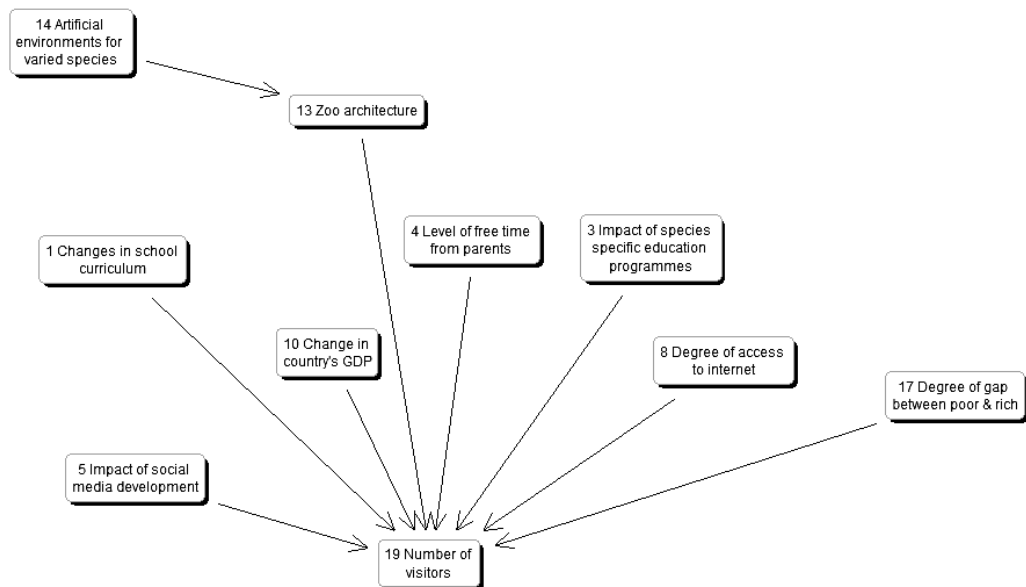 14 Artificial
environments for
varied species
13 Zoo architecture
4 Level of free time
from parents
3 Impact of species
specific education
programmes
1 Changes in school
curriculum
10 Change in
country's GDP
8 Degree of access
to internet
17 Degree of gap
between poor & rich
5 Impact of social
media development
19 Number of
visitors